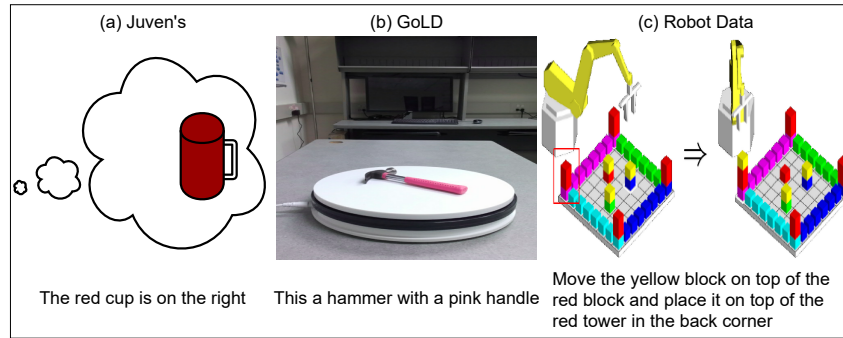 (a) Juven's
(b) GoLD
(c) Robot Data
⇒
The red cup is on the right
This a hammer with a pink handle
Move the yellow block on top of the
red block and place it on top of the
red tower in the back corner